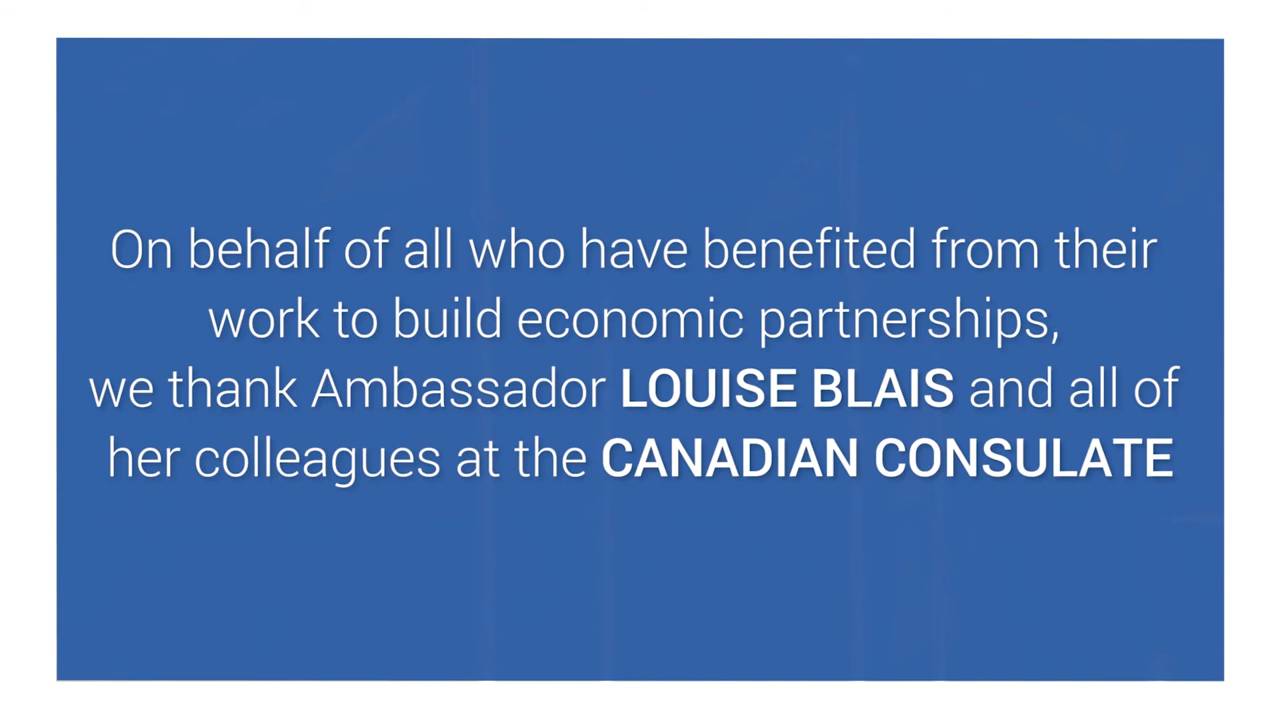 On behalf of all who have benefited from their
work to build economic partnerships,
we thank Ambassador LOUISE BLAIS and all of
her colleagues at the CANADIAN CONSULATE